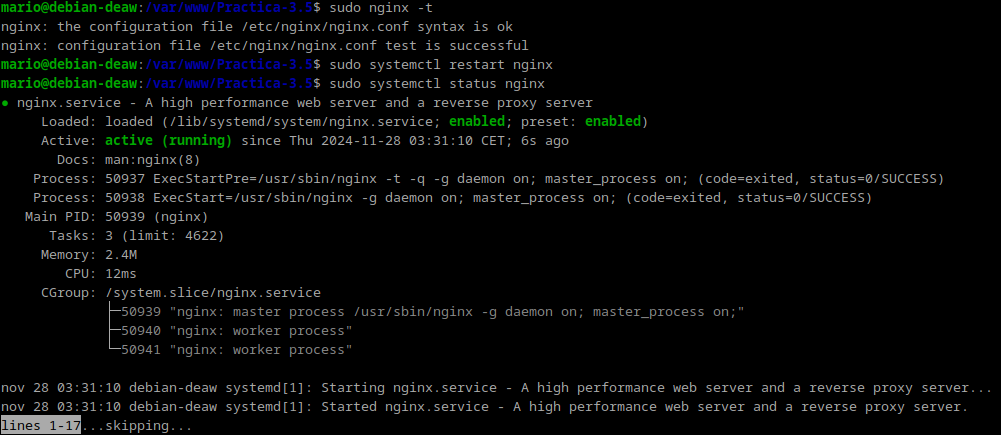 mario@debian-deaw:/var/www/Practica-3.5$ sudo nginx -t
nginx: the configuration file /etc/nginx/nginx.conf syntax is ok
nginx: configuration file /etc/nginx/nginx.conf test is successful
mario@debian-deaw:/var/www/Practica-3.5$ sudo systemctl restart nginx
mario@debian-deaw:/var/www/Practica-3.5$ sudo systemctl status nginx
● nginx.service - A high performance web server and a reverse proxy server
     Loaded: loaded (/lib/systemd/system/nginx.service; enabled; preset: enabled)
     Active: active (running) since Thu 2024-11-28 03:31:10 CET; 6s ago
       Docs: man:nginx(8)
    Process: 50937 ExecStartPre=/usr/sbin/nginx -t -q -g daemon on; master_process on; (code=exited, status=0/SUCCESS)
    Process: 50938 ExecStart=/usr/sbin/nginx -g daemon on; master_process on; (code=exited, status=0/SUCCESS)
   Main PID: 50939 (nginx)
      Tasks: 3 (limit: 4622)
     Memory: 2.4M
        CPU: 12ms
     CGroup: /system.slice/nginx.service
             ├─50939 "nginx: master process /usr/sbin/nginx -g daemon on; master_process on;"
             ├─50940 "nginx: worker process"
             └─50941 "nginx: worker process"
nov 28 03:31:10 debian-deaw systemd[1]: Starting nginx.service - A high performance web server and a reverse proxy server...
nov 28 03:31:10 debian-deaw systemd[1]: Started nginx.service - A high performance web server and a reverse proxy server.
lines 1-17...skipping...